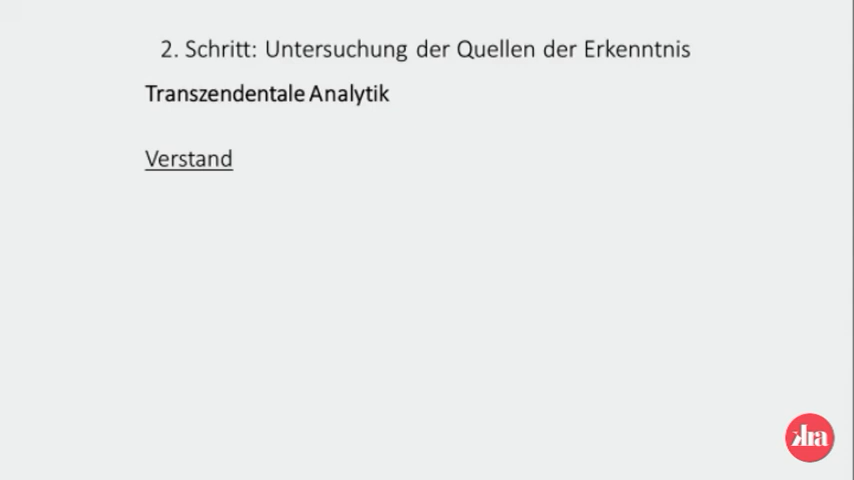 2. Schritt: Untersuchung der Quellen der Erkenntnis
Transzendentale Analytik
Verstand